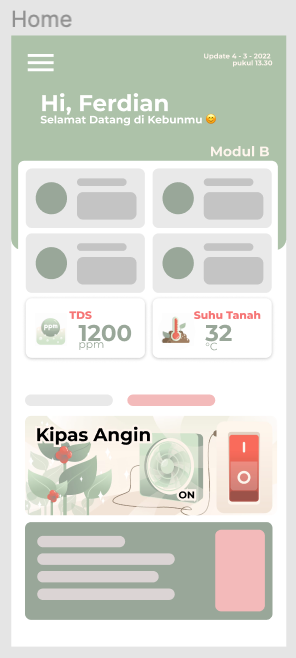 Home
Update 4 - 3 - 2022
pukul 13.30
Hi, Ferdian
Selamat Datang di Kebunmu 😊
Modul B
TDS
ppm
1200
ppm
Suhu Tanah
32
°C
Kipas Angin
ON
I
O